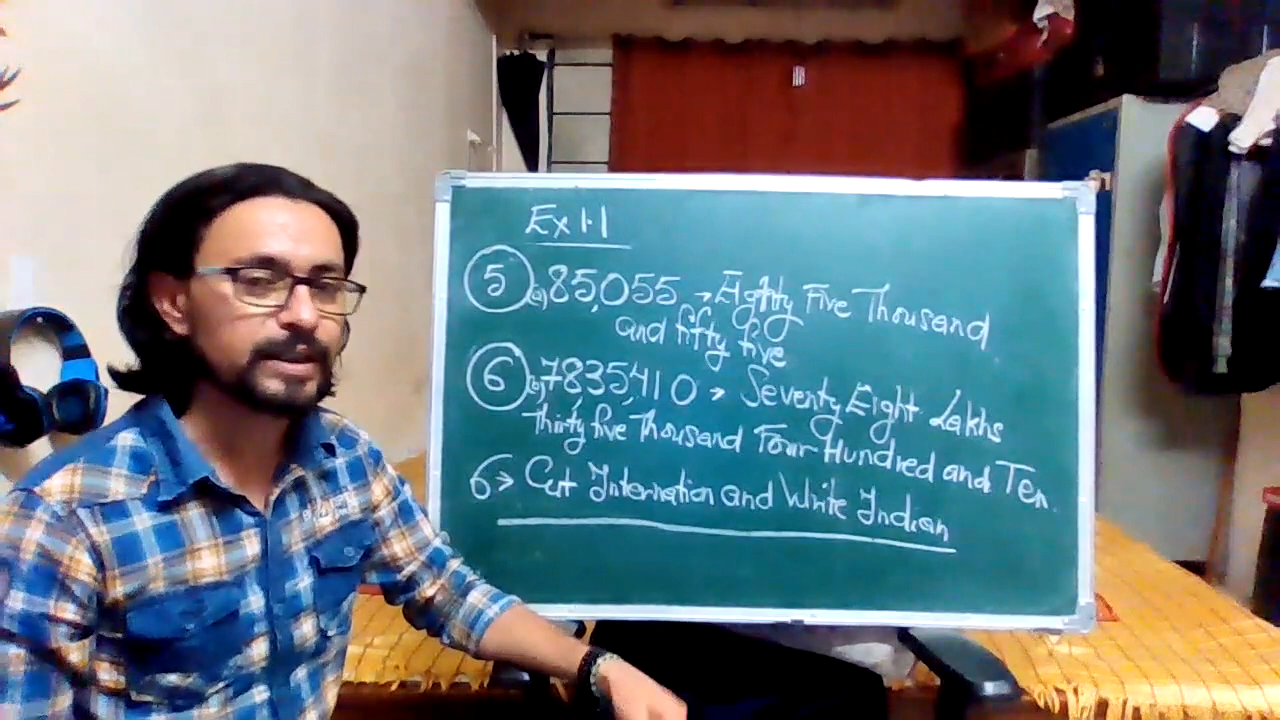 Ex 1.1
5 (a) 85,055 → Eighty Five Thousand
and fifty five
6 (b) 78,35,410 → Seventy Eight Lakhs
Thirty five Thousand Four Hundred and Ten.
6→ Cut Internation and Write Indian